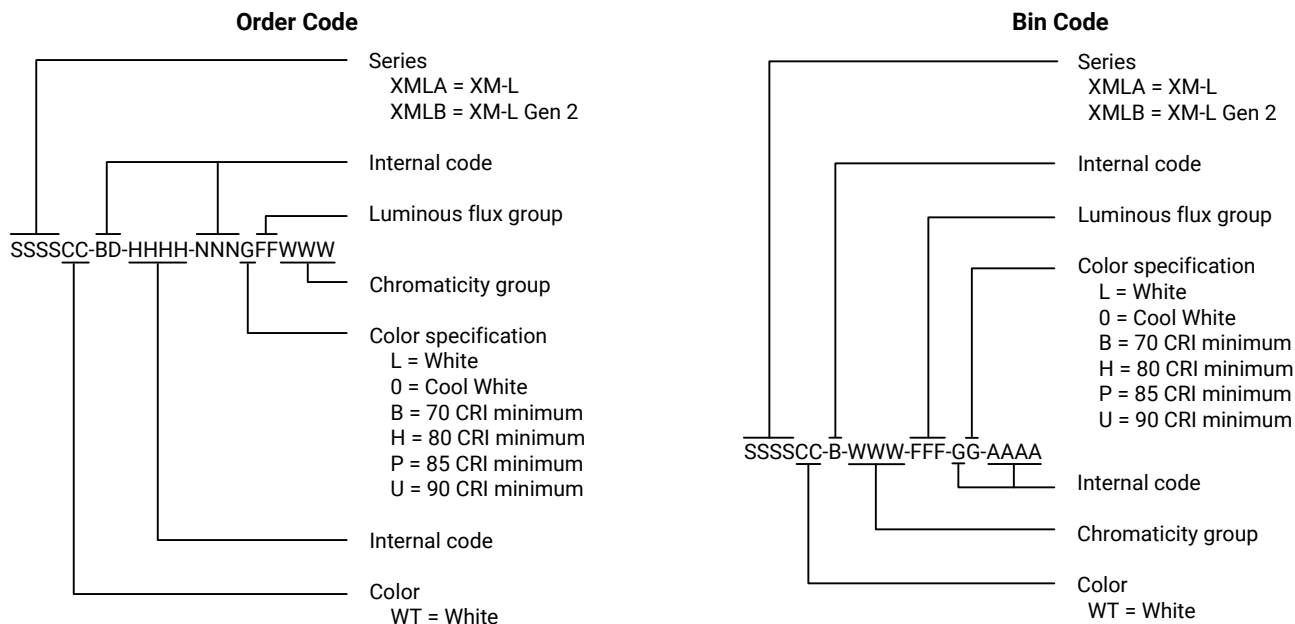 Order Code
Series
XMLA = XM-L
XMLB = XM-L Gen 2
Internal code
Luminous flux group
SSSSCC-BD-HHHH-NNNGFFWWW
Chromaticity group
Color specification
L = White
0 = Cool White
B = 70 CRI minimum
H = 80 CRI minimum
P = 85 CRI minimum
U = 90 CRI minimum
Internal code
Color
WT = White
Bin Code
Series
XMLA = XM-L
XMLB = XM-L Gen 2
Internal code
Luminous flux group
Color specification
L = White
0 = Cool White
B = 70 CRI minimum
H = 80 CRI minimum
P = 85 CRI minimum
U = 90 CRI minimum
SSSSCC-B-WWW-FFF-GG-AAAA
Internal code
Chromaticity group
Color
WT = White